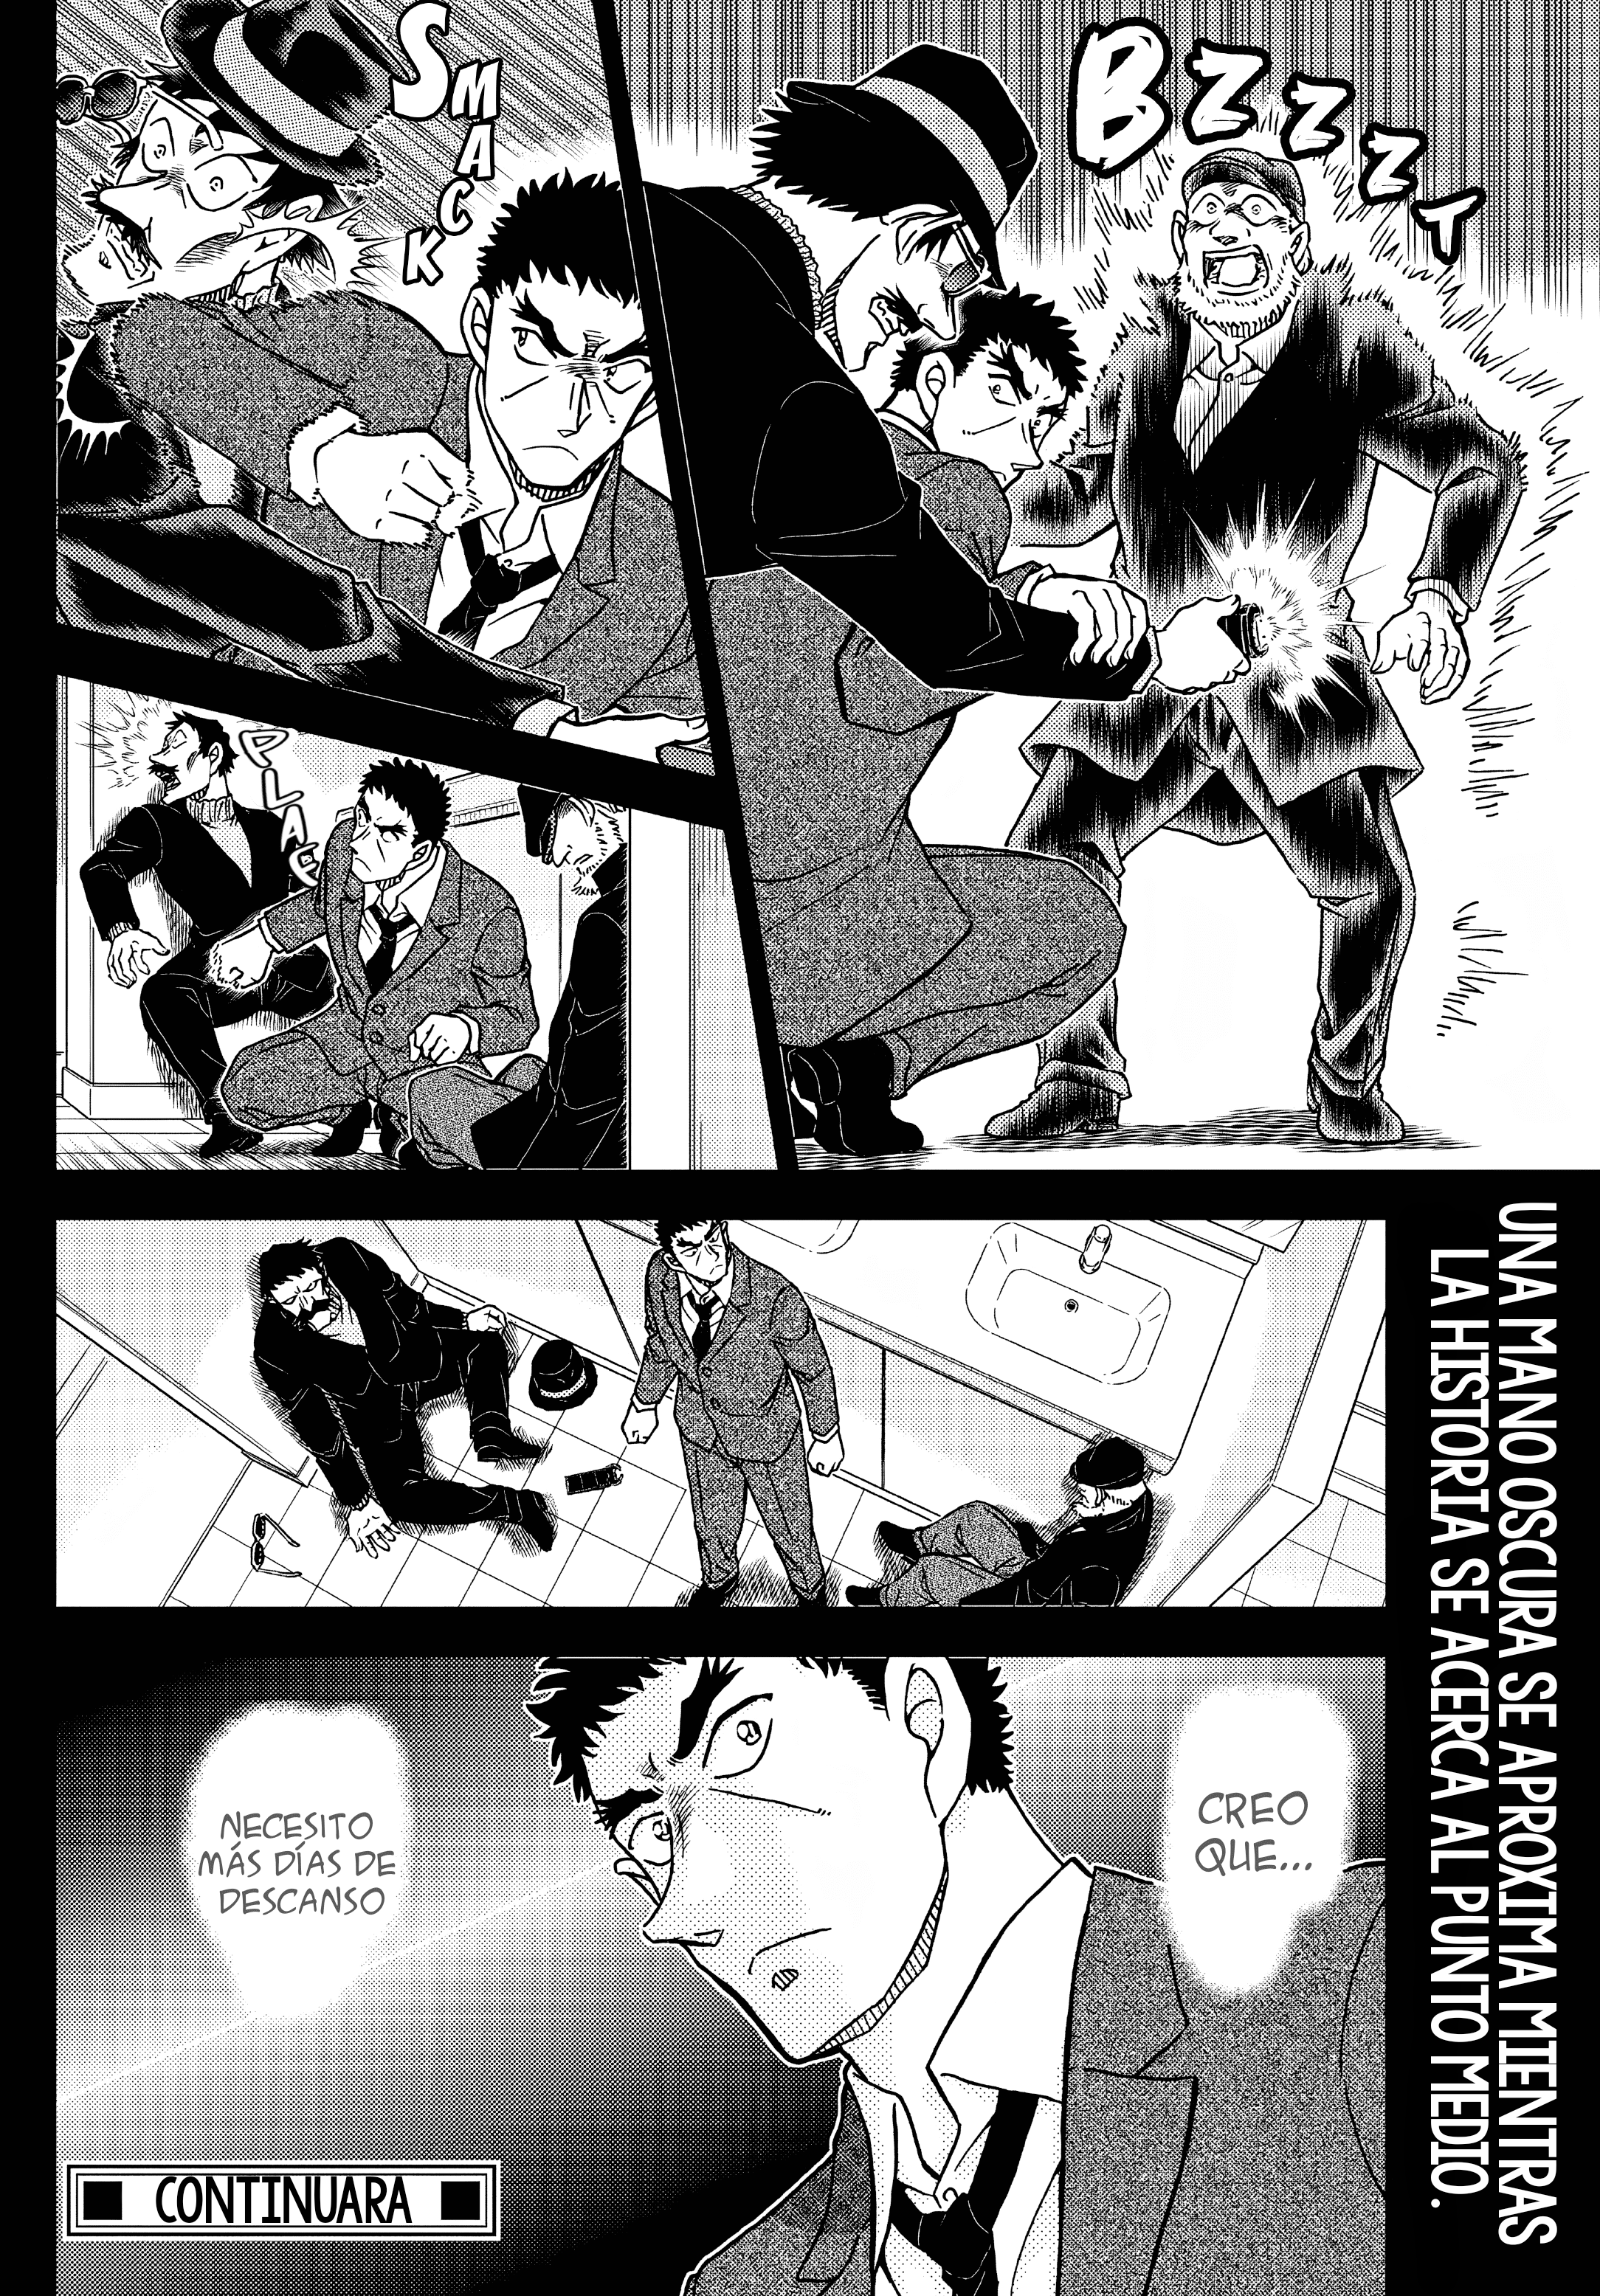 BZZZT
SMACK
PLAF
CREO
QUE...
NECESITO
MÁS DÍAS DE
DESCANSO
UNA MANO OSCURA SE APROXIMA MIENTRAS
LA HISTORIA SE ACERCA AL PUNTO MEDIO.
CONTINUARA